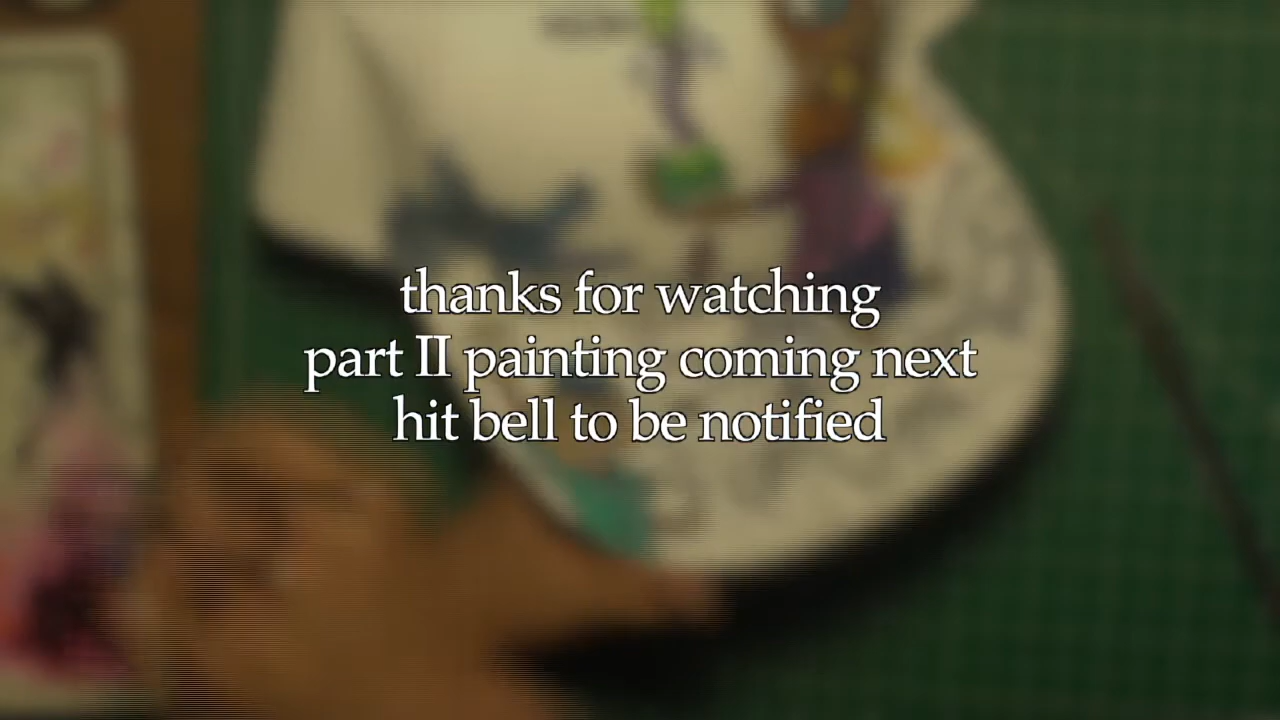 thanks for watching
part II painting coming next
hit bell to be notified